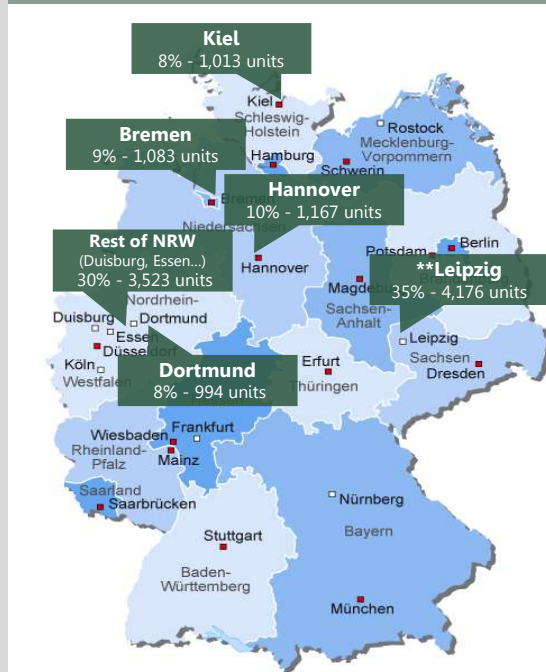 Kiel
8% - 1,013 units
Kiel
Schleswig-
Holstein
Rostock
Mecklenburg-
Vorpommern
Bremen
9% - 1,083 units
Hamburg
Schwerin
Bremen
Niedersachsen
Hannover
10% - 1,167 units
Hannover
Rest of NRW
(Duisburg, Essen...)
30% - 3,523 units
Berlin
Potsdam
**Leipzig
35% - 4,176 units
Magdeburg
Sachsen-
Anhalt
Nordrhein-
Duisburg
Dortmund
Essen
Düsseldorf
Köln
Westfalen
Leipzig
Sachsen
Dresden
Erfurt
Thüringen
Dortmund
8% - 994 units
Wiesbaden
Frankfurt
Mainz
Rheinland-
Pfalz
Saarland
Saarbrücken
Nürnberg
Bayern
Stuttgart
Baden-
Württemberg
München